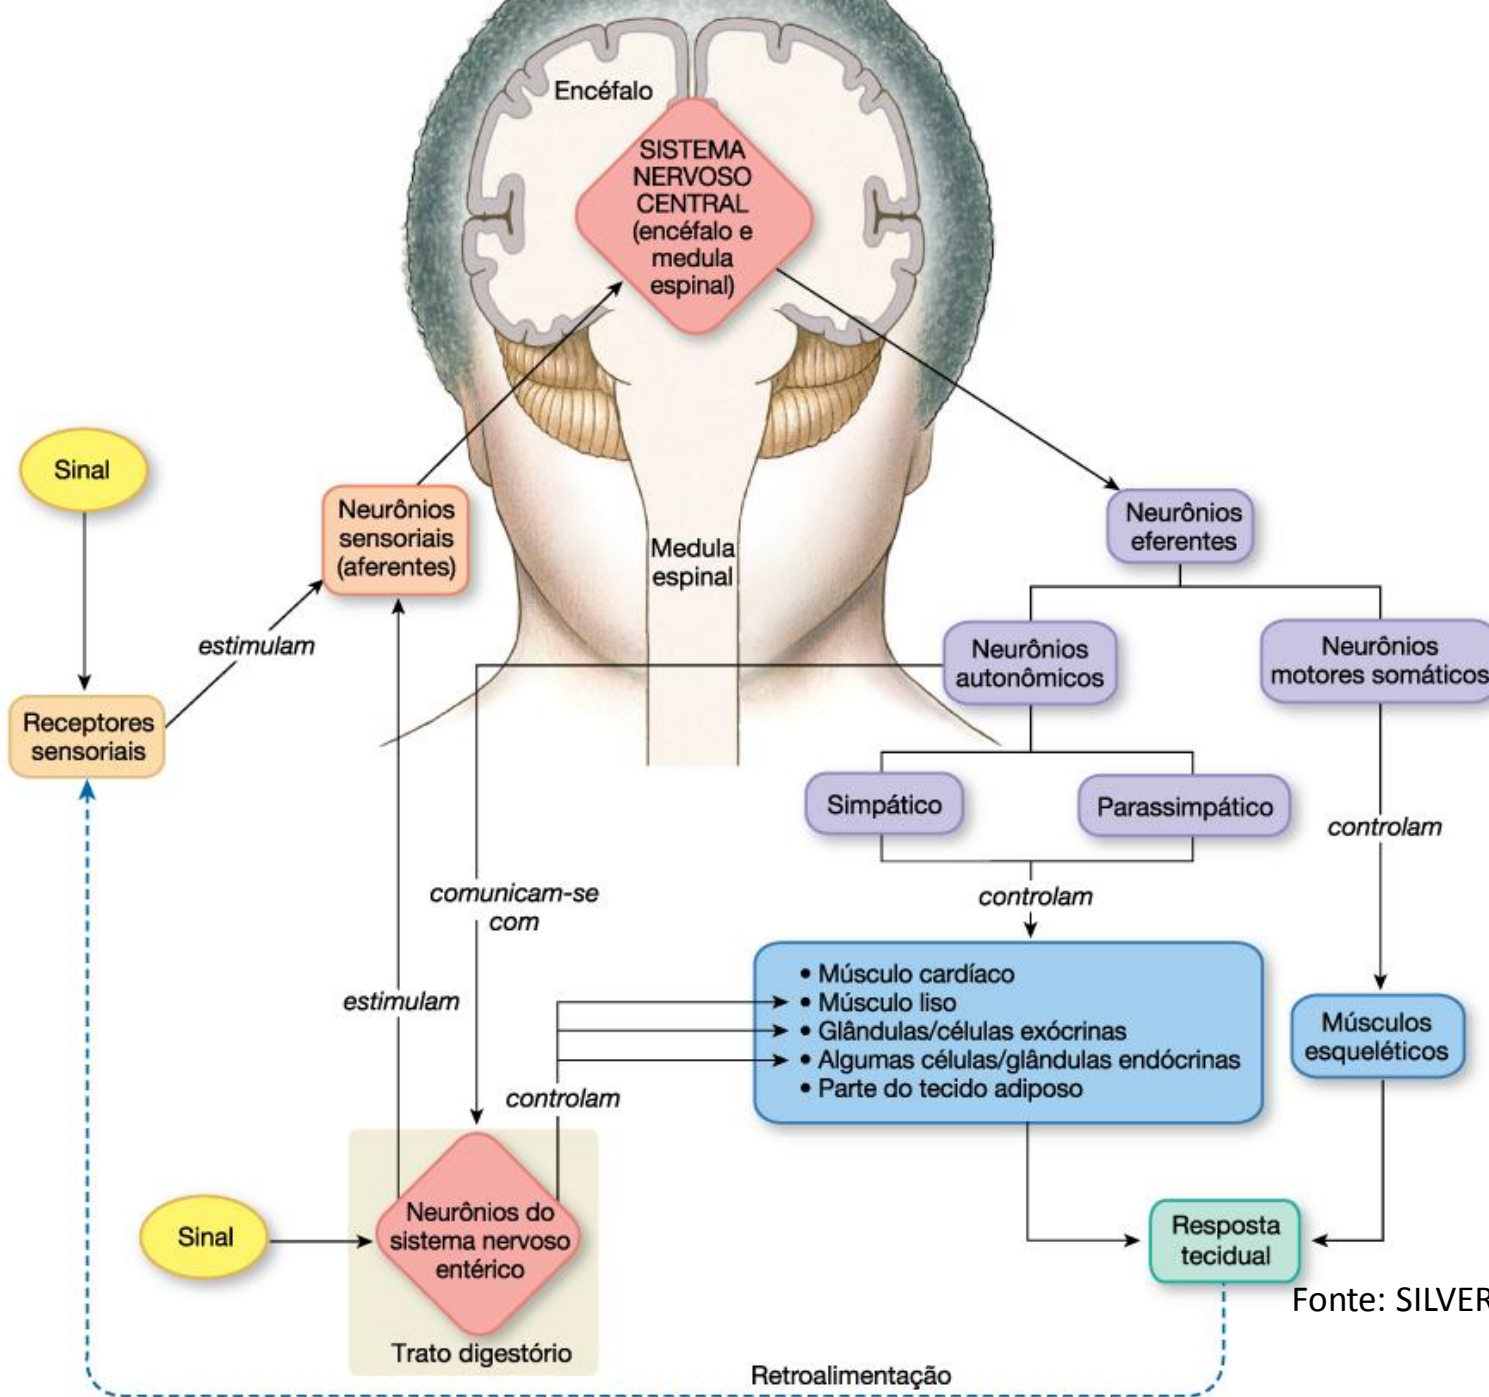 Encéfalo
SISTEMA
NERVOSO
CENTRAL
(encéfalo e
medula
espinal)
Sinal
Neurônios
sensoriais
(aferentes)
Neurônios
eferentes
Medula
espinal
estimulam
Neurônios
autonômicos
Neurônios
motores somáticos
Receptores
sensoriais
Simpático
Parassimpático
controlam
comunicam-se
com
controlam
estimulam
• Músculo cardíaco
• Músculo liso
• Glândulas/células exócrinas
• Algumas células/glândulas endócrinas
• Parte do tecido adiposo
Músculos
esqueléticos
controlam
Sinal
Neurônios do
sistema nervoso
entérico
Resposta
tecidual
Fonte: SILVER
Trato digestório
Retroalimentação